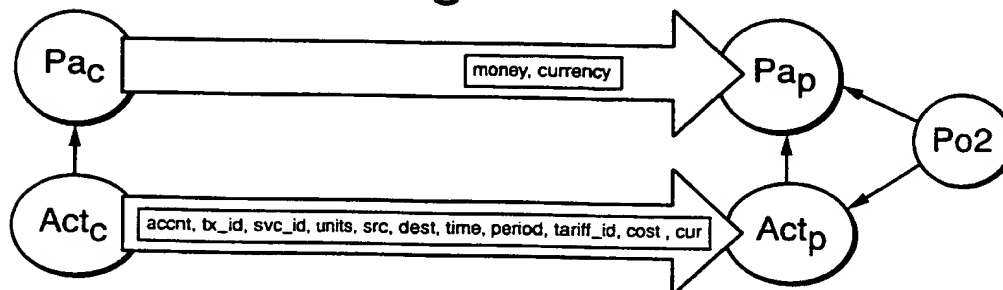 Pac
money, currency
Pap
Po2
Actc
accnt, tx_id, svc_id, units, src, dest, time, period, tariff_id, cost , cur
Actp